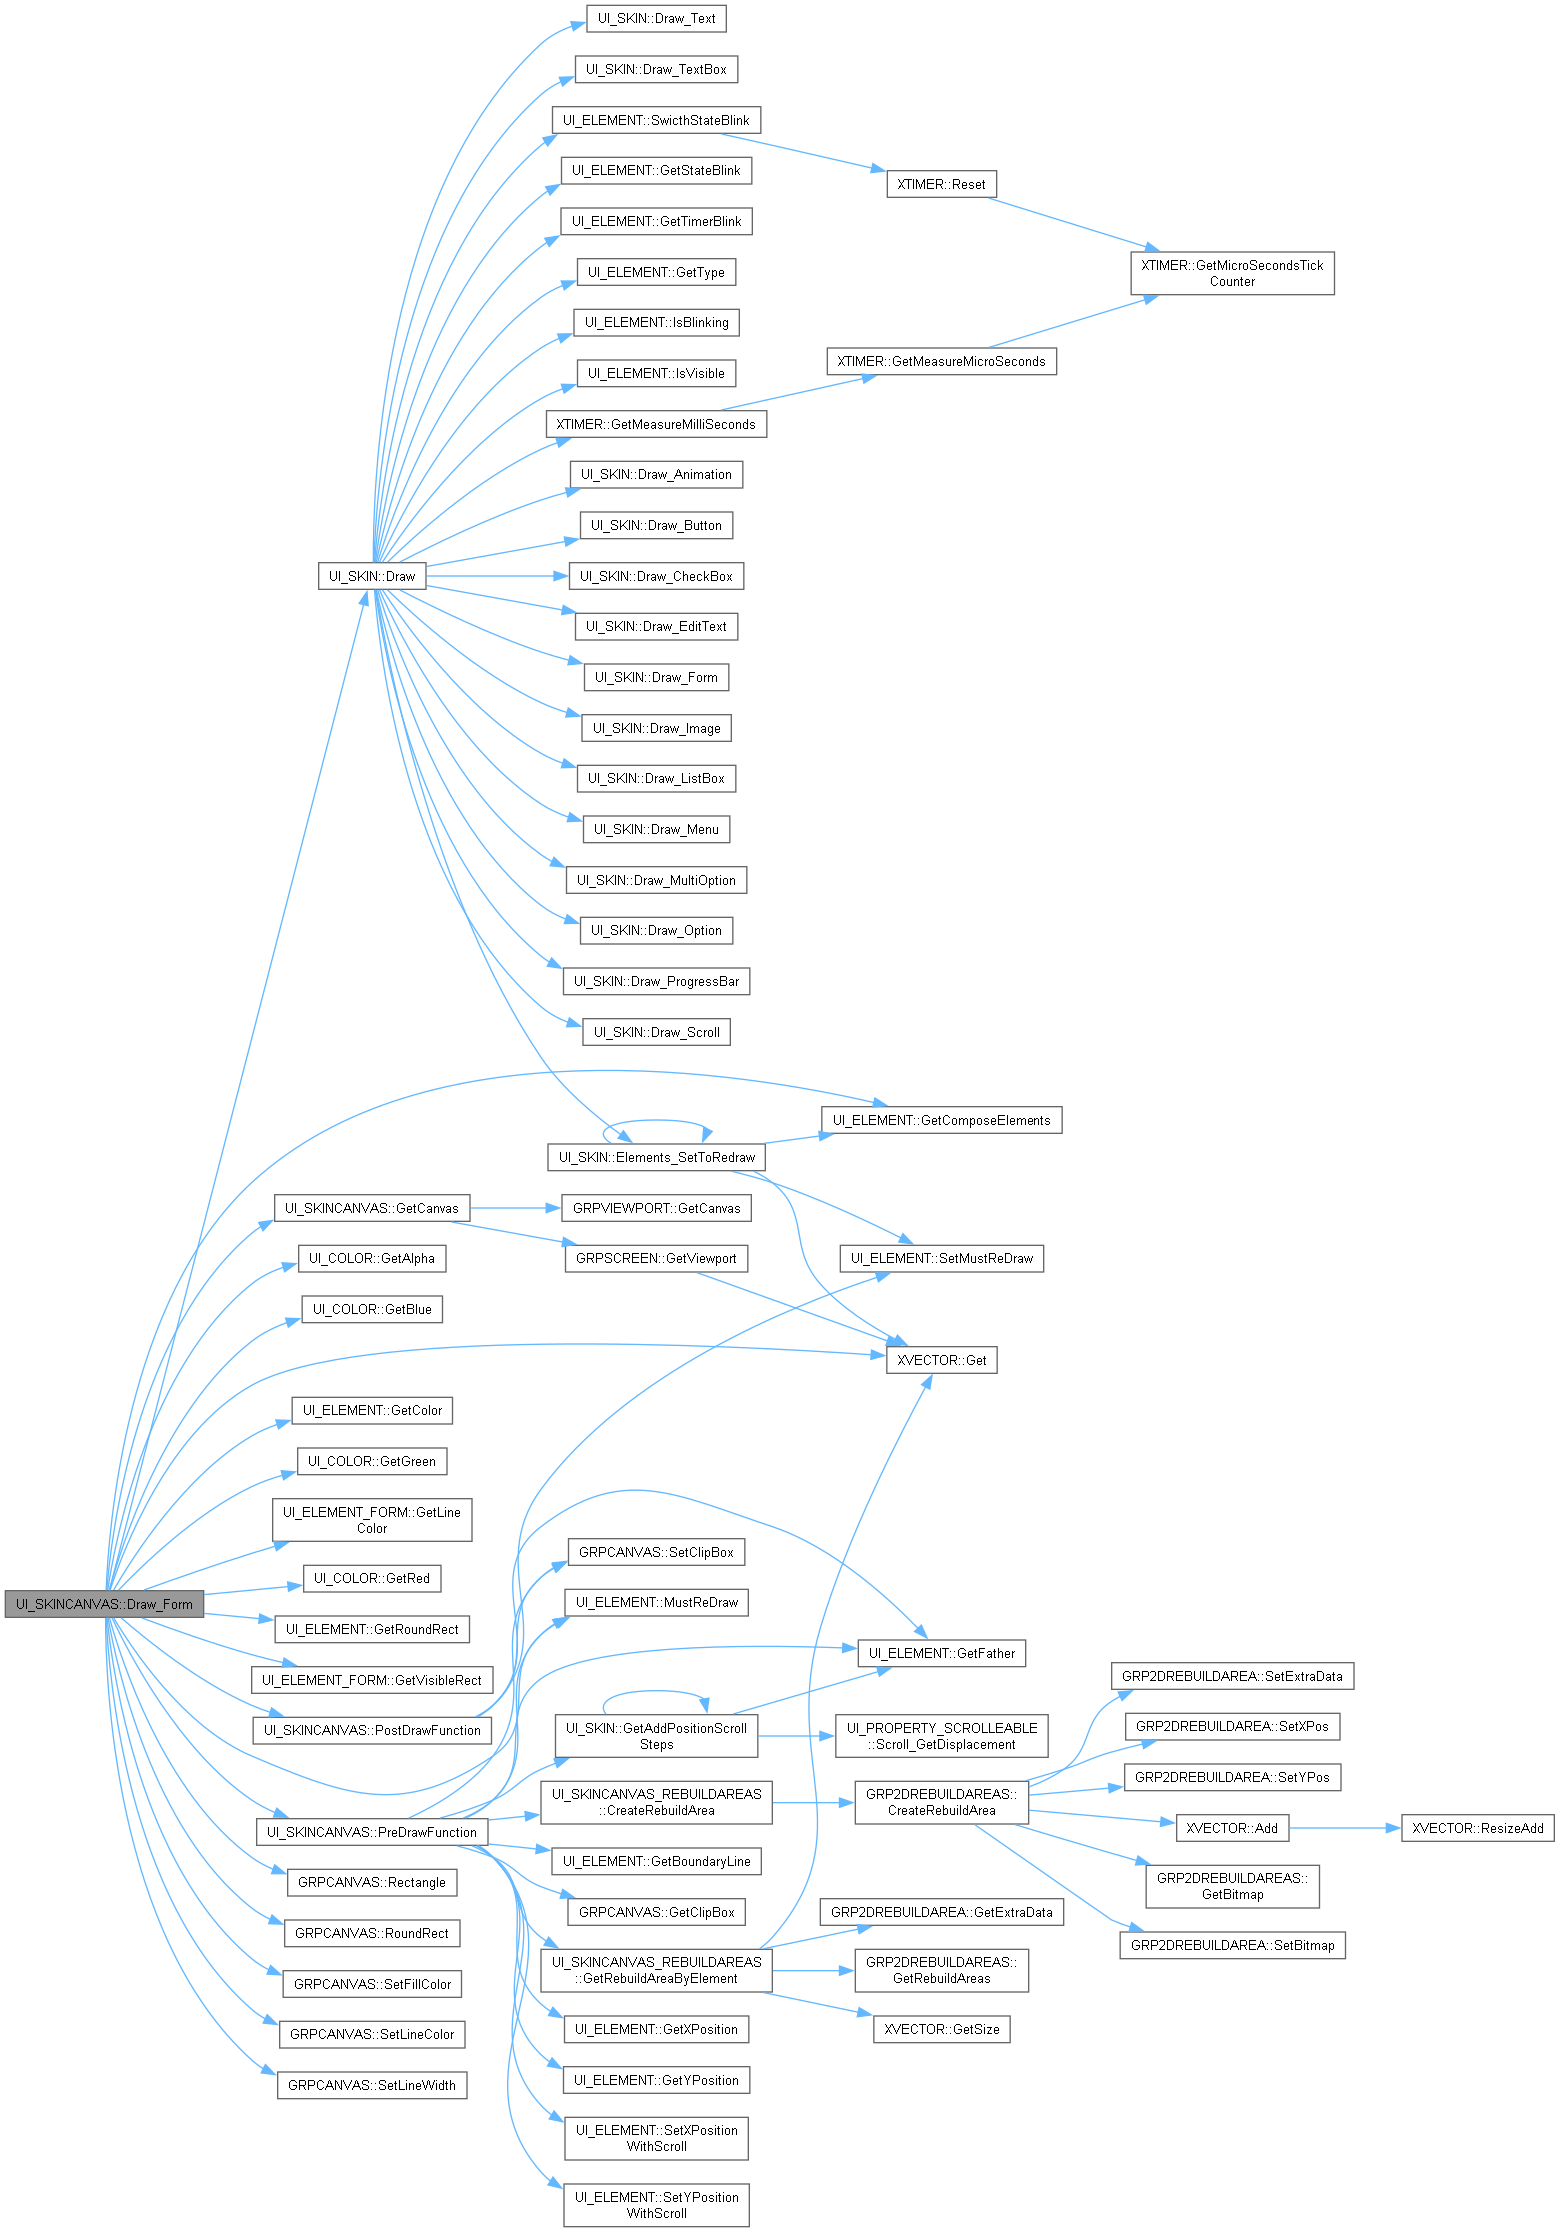 UI_SKIN::Draw_Text
UI_SKIN::Draw_TextBox
UI_ELEMENT::SwicthStateBlink
UI_ELEMENT::GetStateBlink
XTIMER::Reset
UI_ELEMENT::GetTimerBlink
UI_ELEMENT::GetType
XTIMER::GetMicroSecondsTick
Counter
UI_ELEMENT::IsBlinking
UI_ELEMENT::IsVisible
XTIMER::GetMeasureMicroSeconds
XTIMER::GetMeasureMilliSeconds
UI_SKIN::Draw_Animation
UI_SKIN::Draw_Button
UI_SKIN::Draw
UI_SKIN::Draw_CheckBox
UI_SKIN::Draw_EditText
UI_SKIN::Draw_Form
UI_SKIN::Draw_Image
UI_SKIN::Draw_ListBox
UI_SKIN::Draw_Menu
UI_SKIN::Draw_MultiOption
UI_SKIN::Draw_Option
UI_SKIN::Draw_ProgressBar
UI_SKIN::Draw_Scroll
UI_ELEMENT::GetComposeElements
UI_SKIN::Elements_SetToRedraw
UI_SKINCANVAS::GetCanvas
GRPVIEWPORT::GetCanvas
UI_COLOR::GetAlpha
GRPSCREEN::GetViewport
UI_ELEMENT::SetMustReDraw
UI_COLOR::GetBlue
XVECTOR::Get
UI_ELEMENT::GetColor
UI_COLOR::GetGreen
UI_ELEMENT_FORM::GetLine
Color
GRPCANVAS::SetClipBox
UI_COLOR::GetRed
UI_SKINCANVAS::Draw_Form
UI_ELEMENT::MustReDraw
UI_ELEMENT::GetRoundRect
UI_ELEMENT::GetFather
UI_ELEMENT_FORM::GetVisibleRect
GRP2DREBUILDAREA::SetExtraData
UI_SKINCANVAS::PostDrawFunction
UI_SKIN::GetAddPositionScroll
Steps
UI_PROPERTY_SCROLLEABLE
::Scroll_GetDisplacement
GRP2DREBUILDAREA::SetXPos
GRP2DREBUILDAREA::SetYPos
UI_SKINCANVAS_REBUILDAREAS
::CreateRebuildArea
GRP2DREBUILDAREAS::
CreateRebuildArea
UI_SKINCANVAS::PreDrawFunction
XVECTOR::Add
XVECTOR::ResizeAdd
UI_ELEMENT::GetBoundaryLine
GRPCANVAS::Rectangle
GRP2DREBUILDAREAS::
GetBitmap
GRPCANVAS::GetClipBox
GRP2DREBUILDAREA::GetExtraData
GRPCANVAS::RoundRect
GRP2DREBUILDAREA::SetBitmap
UI_SKINCANVAS_REBUILDAREAS
::GetRebuildAreaByElement
GRP2DREBUILDAREAS::
GetRebuildAreas
GRPCANVAS::SetFillColor
UI_ELEMENT::GetXPosition
XVECTOR::GetSize
GRPCANVAS::SetLineColor
UI_ELEMENT::GetYPosition
GRPCANVAS::SetLineWidth
UI_ELEMENT::SetXPosition
WithScroll
UI_ELEMENT::SetYPosition
WithScroll